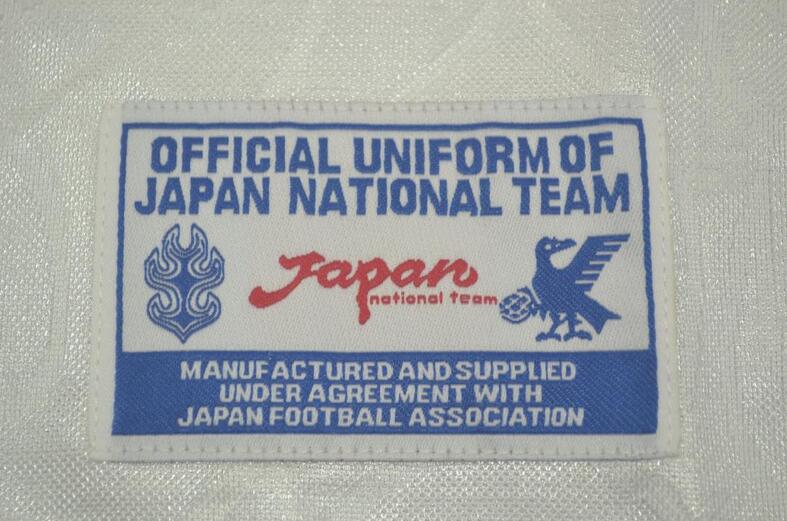 OFFICIAL UNIFORM OF
JAPAN NATIONAL TEAM
Japan
national team
MANUFACTURED AND SUPPLIED
UNDER AGREEMENT WITH
JAPAN FOOTBALL ASSOCIATION